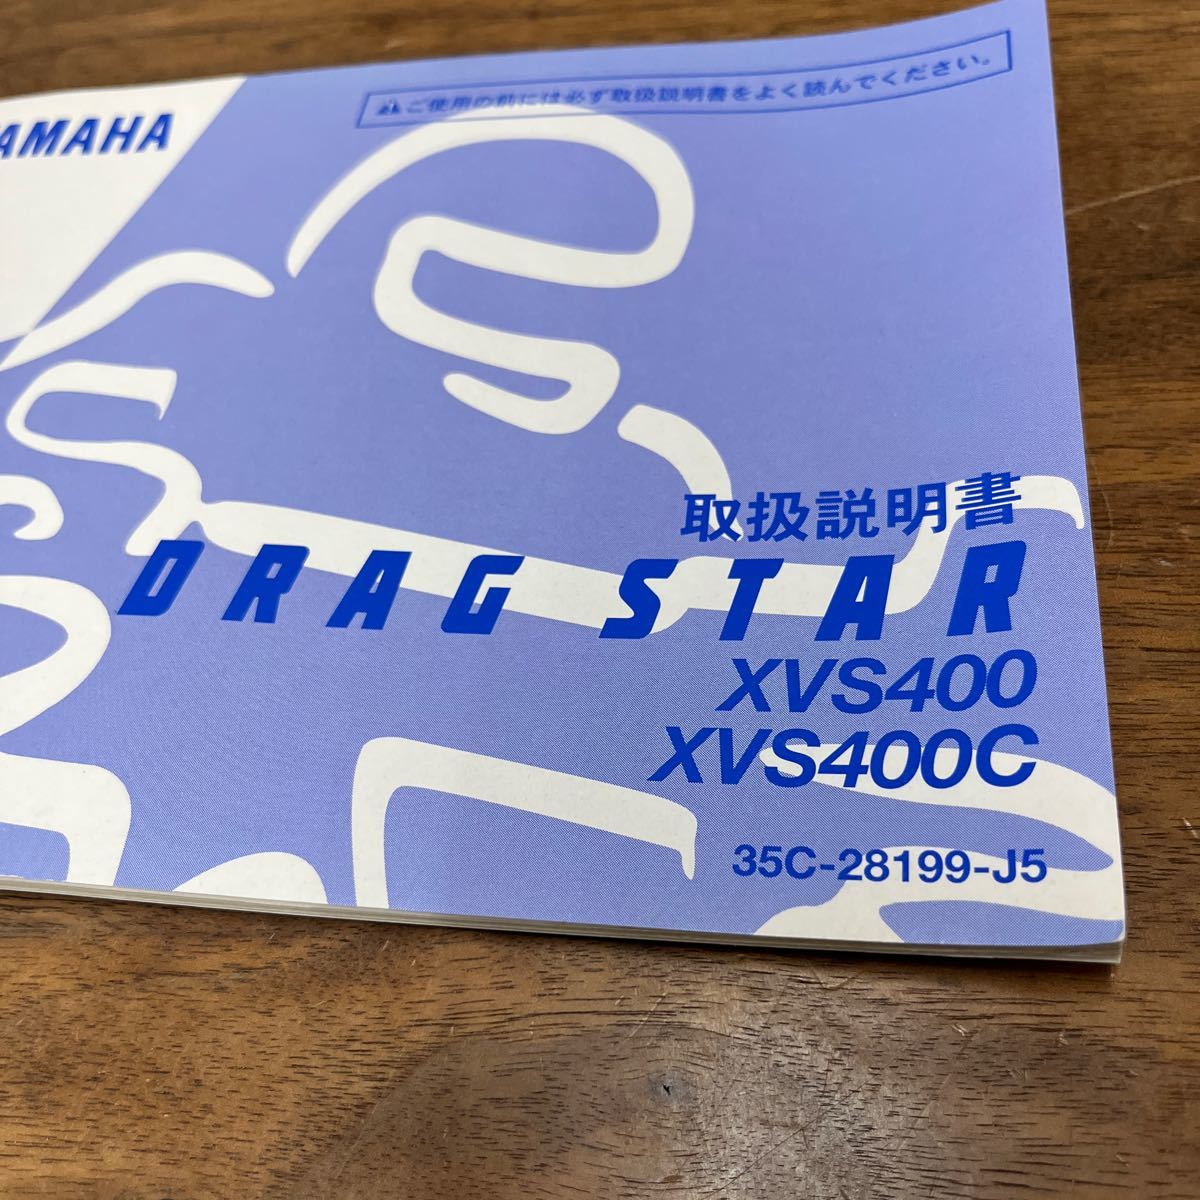 YAMAHA
ご使用の前には必ず取扱説明書をよく読んでください。
取扱説明書
DRAG STAR
XVS400
XVS400C
35C-28199-J5